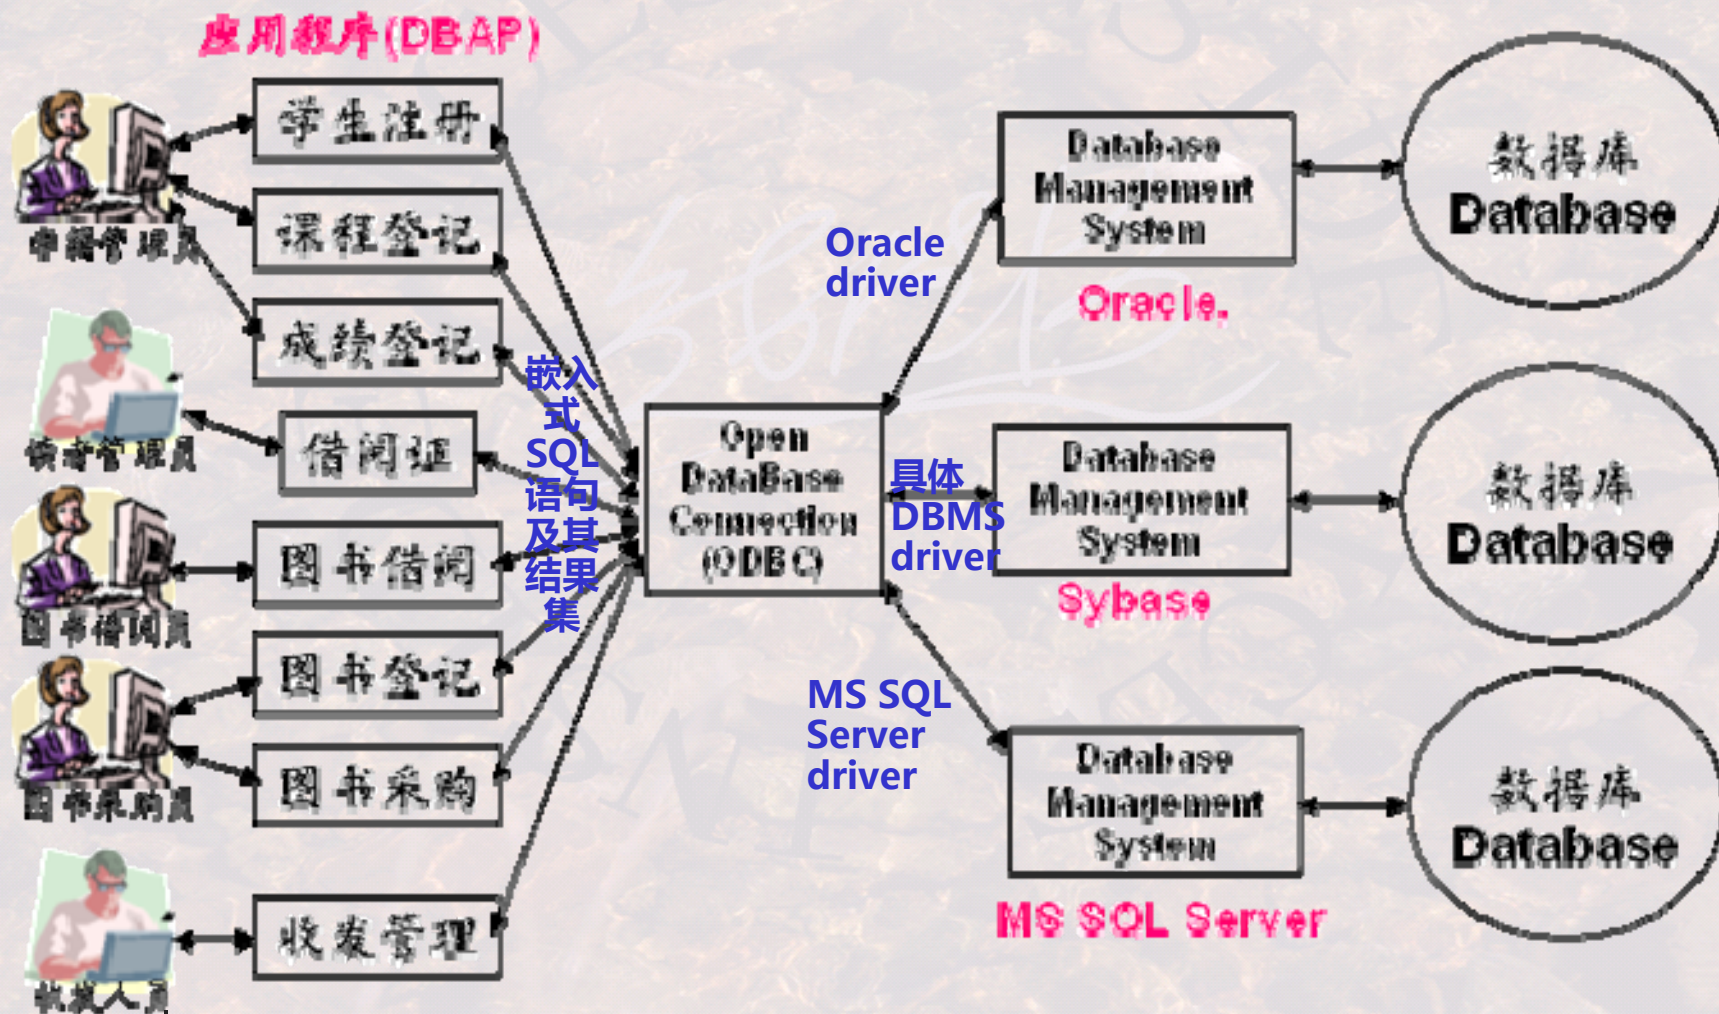 应用程序(DBAP)
学生注册
课程登记
成绩登记
借阅证
图书借阅
图书登记
图书采购
收发管理
学籍管理员
读者管理员
图书借阅员
图书采购员
收发人员
嵌入
式
SQL
语句
及其
结果
集
Open
DataBase
Connection
(ODBC)
Oracle
driver
具体
DBMS
driver
MS SQL
Server
driver
Database
Management
System
Oracle.
数据库
Database
Database
Management
System
Sybase
数据库
Database
Database
Management
System
MS SQL Server
数据库
Database